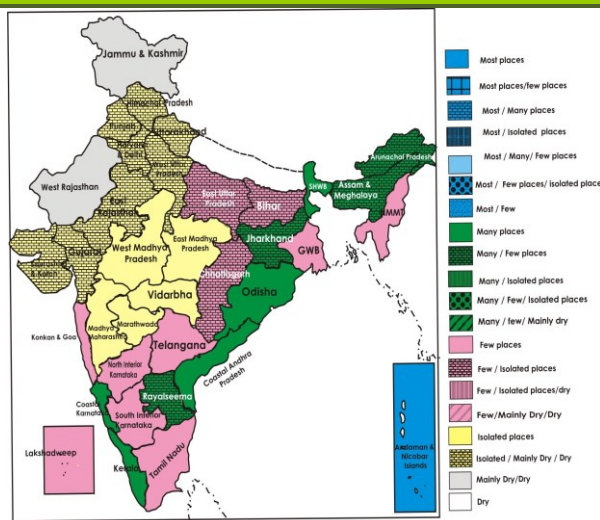 Jammu & Kashmir
Himachal Pradesh
Punjab
Uttarakhand
West Rajasthan
East Rajasthan
Gujarat
West Madhya
Pradesh
East Madhya
Pradesh
East Uttar
Pradesh
Bihar
Jharkhand
Chhattisgarh
SHWB
Assam &
Meghalaya
Arunachal Pradesh
NMMT
GWB
Odisha
Vidarbha
Madhya
Maharashtra
Marathwada
Konkan & Goa
Telangana
Coastal Andhra
Pradesh
North Interior
Karnataka
Rayalseema
Coastal
Karnataka
South Interior
Karnataka
Lakshadweep
Kerala
Tamil Nadu
Andaman &
Nicobar
Islands
Most places
Most places/few places
Most / Many places
Most / Isolated places
Most / Many/ Few places
Most / Few places/ isolated place
Most / Few
Many places
Many / Few places
Many / Isolated places
Many / Few/ Isolated places
Many / few/ Mainly dry
Few places
Few / Isolated places
Few / Isolated places/dry
Few/Mainly Dry/Dry
Isolated places
Isolated / Mainly Dry / Dry
Mainly Dry/Dry
Dry